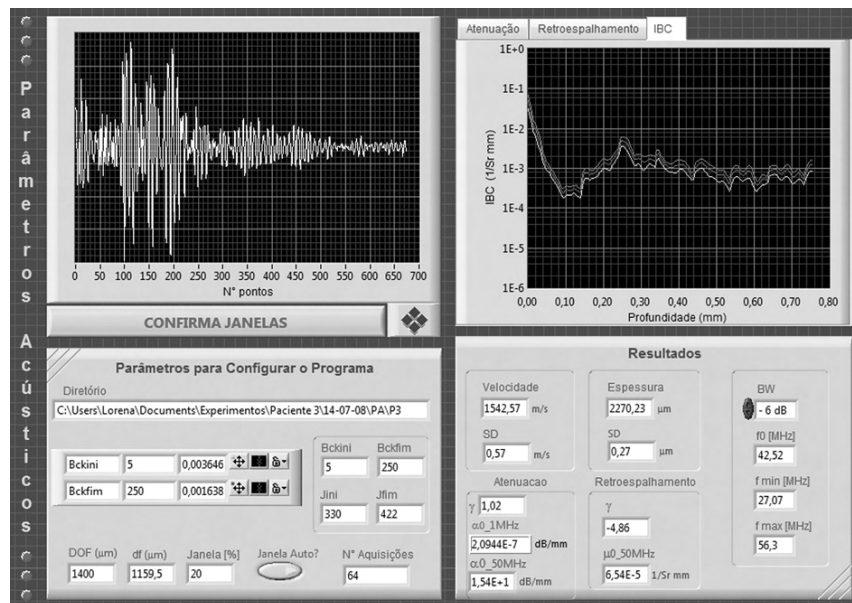 Parâmetros Acústicos
0 50 100 150 200 250 300 350 400 450 500 550 600 650 700
N° pontos
CONFIRMA JANELAS
Atenuação Retroespalhamento IBC
1E+0
1E-1
1E-2
1E-3
1E-4
1E-5
1E-6
IBC (1/Sr mm)
0,00 0,10 0,20 0,30 0,40 0,50 0,60 0,70 0,80
Profundidade (mm)
Parâmetros para Configurar o Programa
Diretório
C:\Users\Lorena\Documents\Experimentos\Paciente 3\14-07-08\PA\P3
Bckini 5 0,003646
Bckfim 250 0,001638
Bckini Bckfim
5 250
Jini Jfim
330 422
DOF (µm) df (µm) Janela [%] Janela Auto? N° Aquisições
1400 1159,5 20 64
Resultados
Velocidade
1542,57 m/s
SD
0,57 m/s
Espessura
2270,23 µm
SD
0,27 µm
Atenuacao
γ 1,02
α0_1MHz
2,0944E-7 dB/mm
α0_50MHz
1,54E+1 dB/mm
Retroespalhamento
γ
-4,86
µ0_50MHz
6,54E-5 1/Sr mm
BW
- 6 dB
f0 [MHz]
42,52
f min [MHz]
27,07
f max [MHz]
56,3